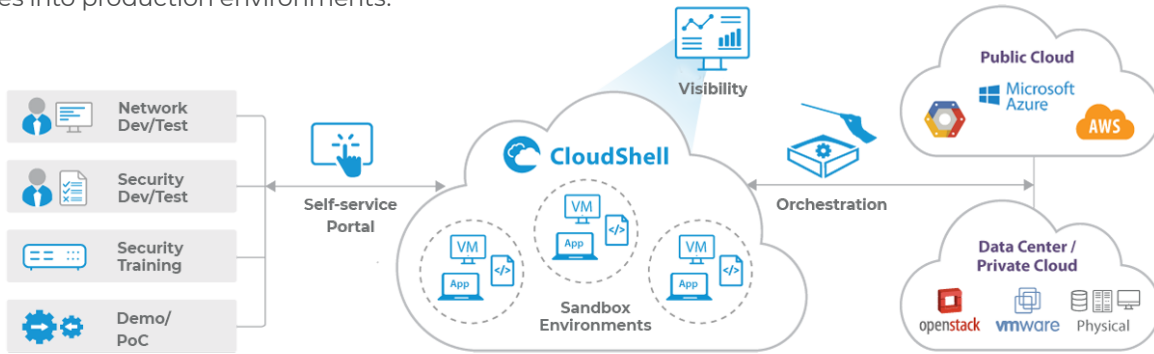 es into production environments.
Network
Dev/Test
Security
Dev/Test
Security
Training
Demo/
PoC
Self-service
Portal
CloudShell
VM
App
</>
VM
App
</>
VM
App
</>
Sandbox
Environments
Visibility
Orchestration
Public Cloud
Microsoft
Azure
AWS
Data Center /
Private Cloud
openstack
vmware
Physical